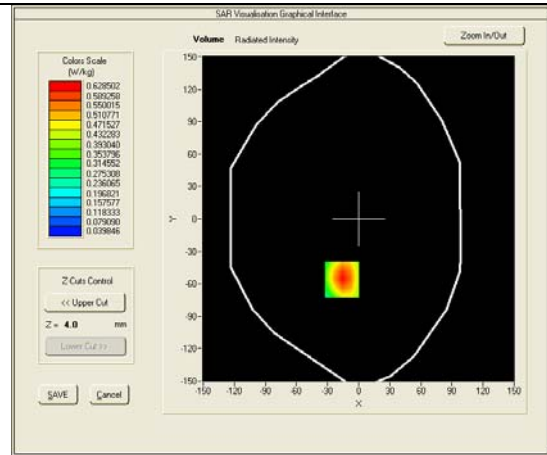 SAR Visualisation Graphical Interface
Volume Radiated Intensity
Zoom In/Out
Colors Scale
(W/kg)
0.628502
0.589258
0.550015
0.510771
0.471527
0.432283
0.393040
0.353796
0.314552
0.275308
0.236065
0.196821
0.157577
0.118333
0.079090
0.039846
Z Cuts Control
<< Upper Cut
Z = 4.0 mm
Lower Cut >>
SAVE Cancel
150
120
90
60
30
0
-30
-60
-90
-120
-150
Y
-150 -120 -90 -60 -30 0 30 60 90 120 150
X